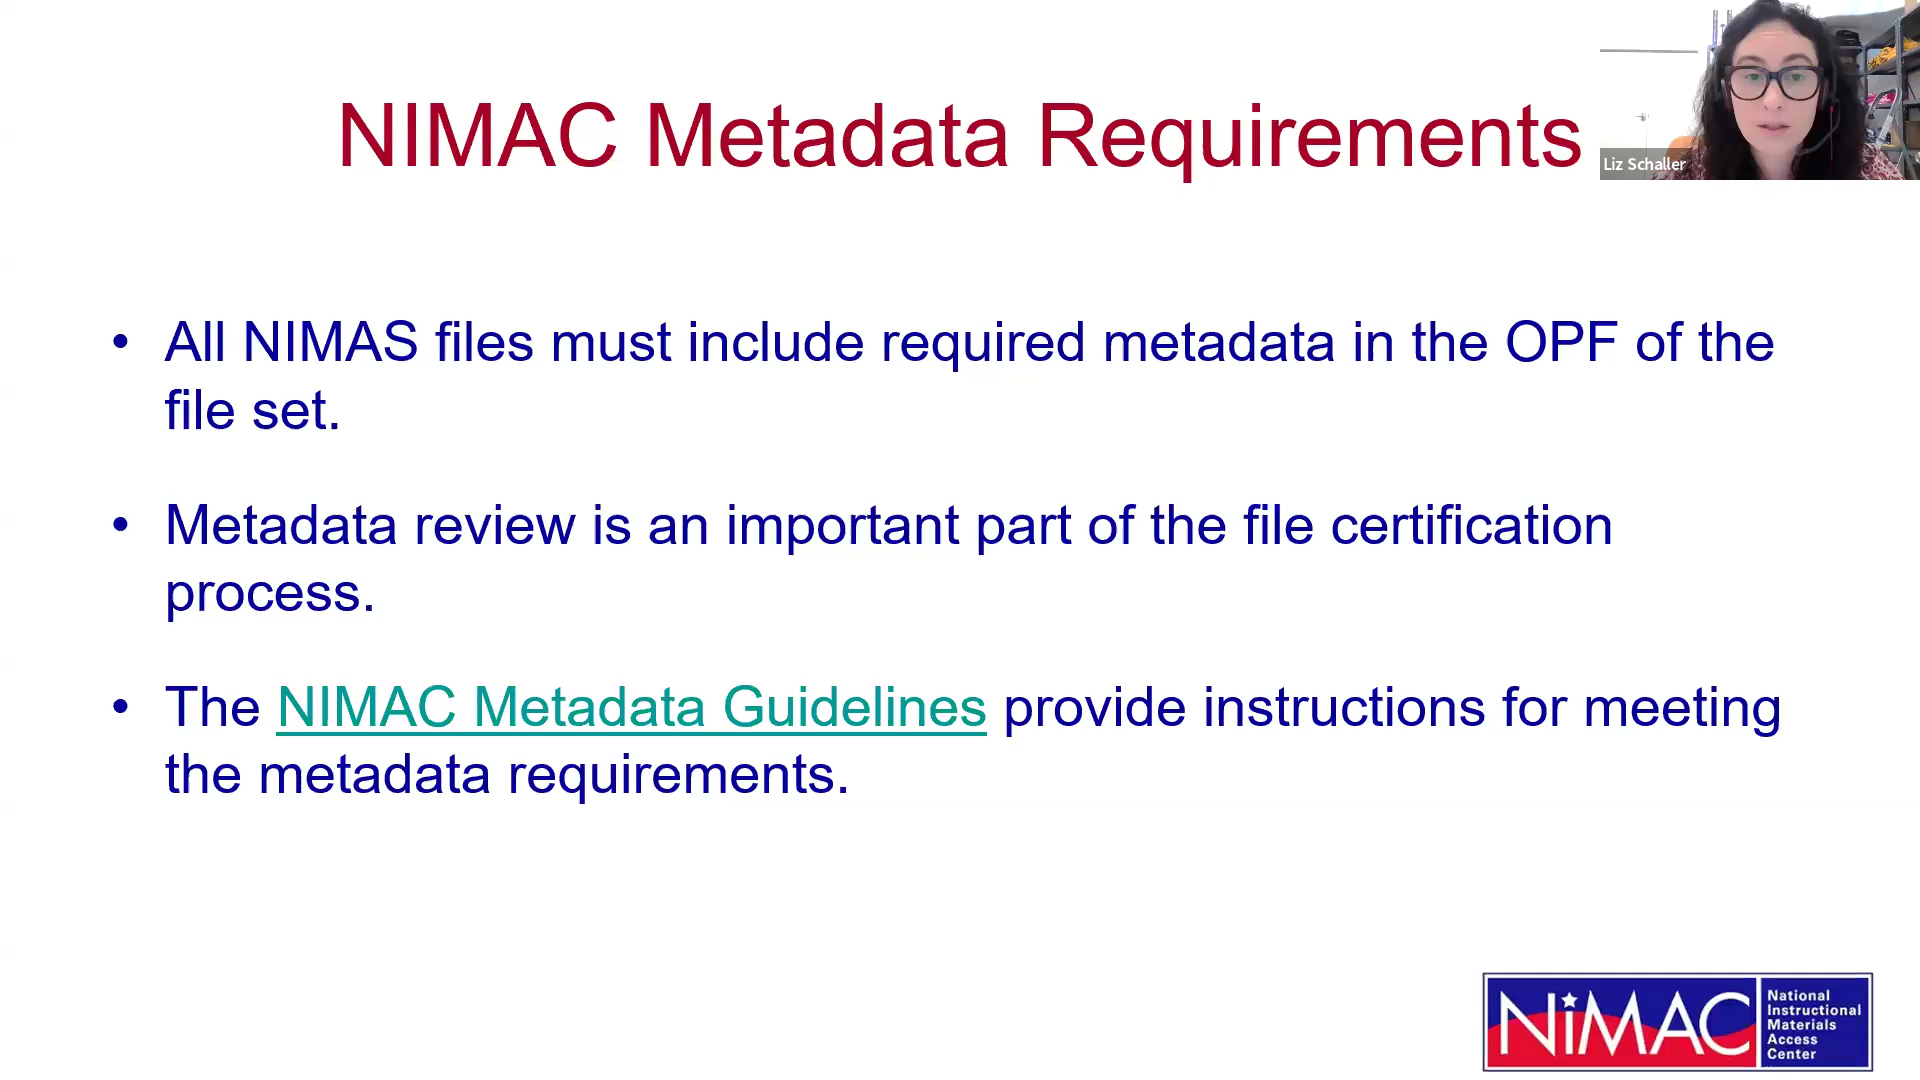 NIMAC Metadata Requirements
Liz Schaller
• All NIMAS files must include required metadata in the OPF of the
file set.
• Metadata review is an important part of the file certification
process.
• The NIMAC Metadata Guidelines provide instructions for meeting
the metadata requirements.
NiMAC
National
Instructional
Materials
Access
Center